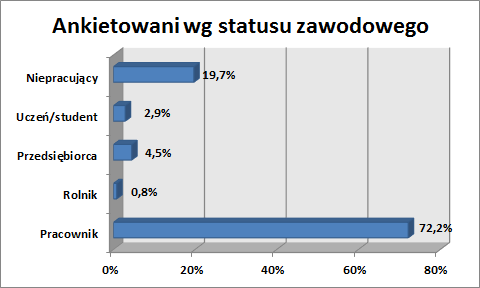 Ankietowani wg statusu zawodowego
Niepracujący 19,7%
Uczeń/student 2,9%
Przedsiębiorca 4,5%
Rolnik 0,8%
Pracownik 72,2%
0% 20% 40% 60% 80%